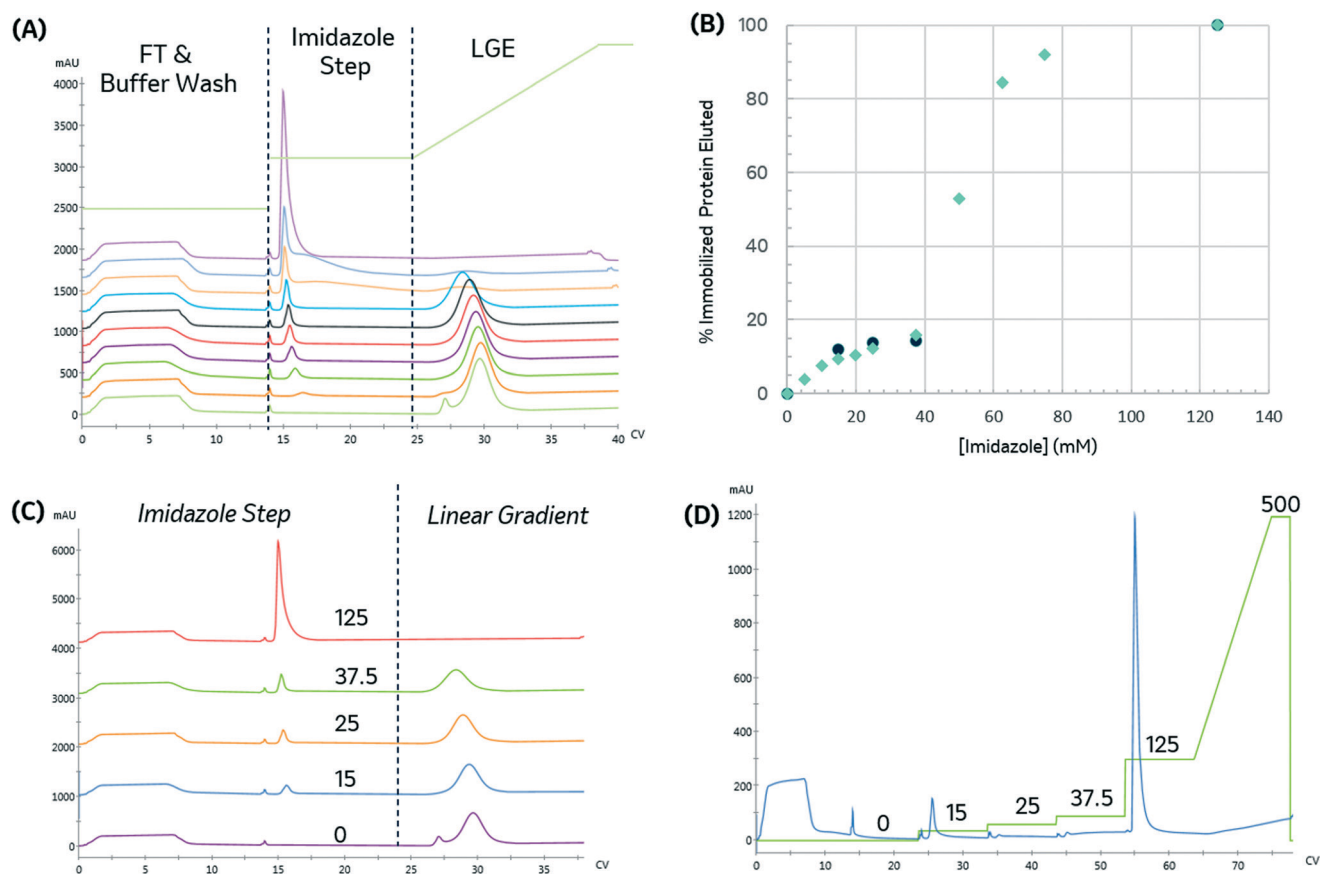 (A)
FT &
Buffer Wash
Imidazole
Step
LGE
mAU
4000
3500
3000
2500
2000
1500
1000
500
0
0 5 10 15 20 25 30 35 40 CV
(B)
% Immobilized Protein Eluted
100
80
60
40
20
0
0 20 40 60 80 100 120 140
[Imidazole] (mM)
(C)
mAU
Imidazole Step
Linear Gradient
6000
5000
4000
3000
2000
1000
0
125
37.5
25
15
0
0 5 10 15 20 25 30 35 CV
(D)
mAU
1200
1000
800
600
400
200
0
0
15
25
37.5
125
500
0 10 20 30 40 50 60 70 CV